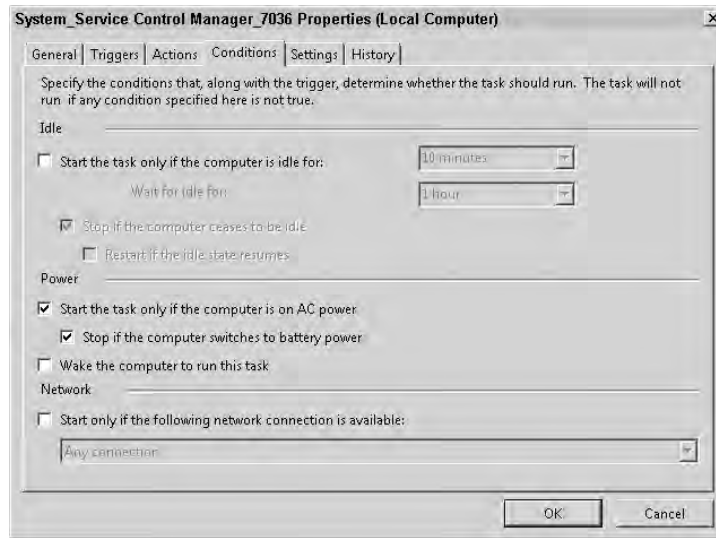 System_Service Control Manager_7036 Properties (Local Computer)
General Triggers Actions Conditions Settings History
Specify the conditions that, along with the trigger, determine whether the task should run. The task will not
run if any condition specified here is not true.
Idle
Start the task only if the computer is idle for: 10 minutes
Wait for idle for: 1 hour
Stop if the computer ceases to be idle
Restart if the idle state resumes
Power
Start the task only if the computer is on AC power
Stop if the computer switches to battery power
Wake the computer to run this task
Network
Start only if the following network connection is available:
Any connection
OK Cancel